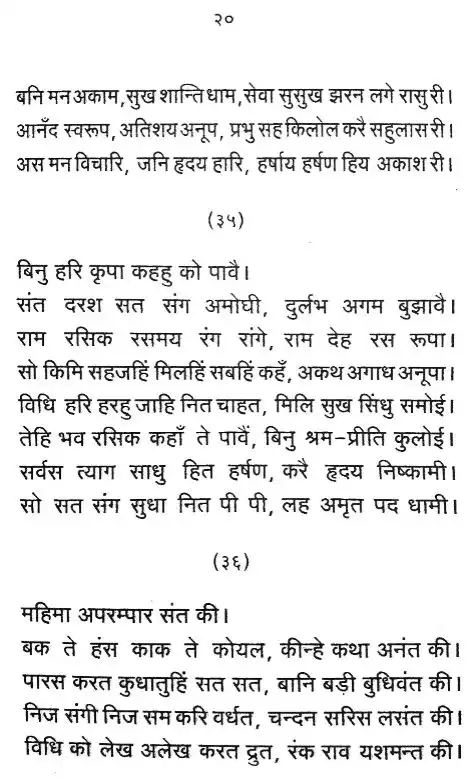 २०
बनि मन अकाम, सुख शान्ति धाम, सेवा सुसुख झरन लगे रासु री।
आनँद स्वरूप, अतिशय अनूप, प्रभु सह किलोल करै सहुलास री।
अस मन विचारि, जनि हृदय हारि, हर्षाय हर्षण हिय अकाश री।
(३५)
बिनु हरि कृपा कहहु को पावै।
संत दरश सत संग अमोघी, दुर्लभ अगम बुझावै।
राम रसिक रसमय रंग रांगे, राम देह रस रूपा।
सो किमि सहजहिं मिलहिं सबहिं कहँ, अकथ अगाध अनूपा।
विधि हरि हरहु जाहि नित चाहत, मिलि सुख सिंधु समोई।
तेहि भव रसिक कहाँ ते पावैं, बिनु श्रम-प्रीति कुलोई।
सर्वस त्याग साधु हित हर्षण, करै हृदय निष्कामी।
सो सत संग सुधा नित पी पी, लह अमृत पद धामी।
(३६)
महिमा अपरम्पार संत की।
बक ते हंस काक ते कोयल, कीन्हे कथा अनंत की।
पारस करत कुधातुहिं सत सत, बानि बड़ी बुधिवंत की।
निज संगी निज सम करि वर्धत, चन्दन सरिस लसंत की।
विधि को लेख अलेख करत द्रुत, रंक राव यशमन्त की।